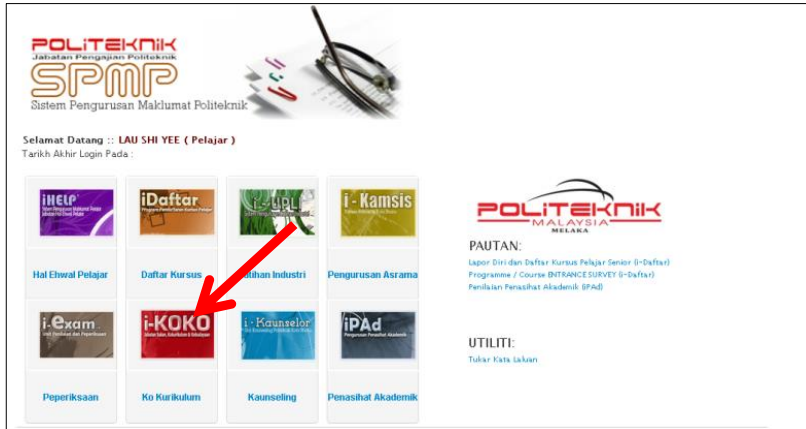 POLITEKNIK
Jabatan Pengajian Politeknik
SPMP
Sistem Pengurusan Maklumat Politeknik
Selamat Datang :: LAU SHI YEE ( Pelajar )
Tarikh Akhir Login Pada :
iHELP
iDaftar
i-UPLI
i - Kamsis
Hal Ehwal Pelajar
Daftar Kursus
Industri
Pengurusan Asrama
i-Exam
i-KOKO
i - Kaunselor
iPAd
Peperiksaan
Ko Kurikulum
Kaunseling
Penasihat Akademik
POLITEKNIK
MALAYSIA
MELAKA
PAUTAN:
Lapor Diri dan Daftar Kursus Pelajar Senior (i-Daftar)
Programme / Course ENTRANCE SURVEY (i-Daftar)
Penilaian Penasihat Akademik (iPAd)
UTILITI:
Tukar Kata Laluan